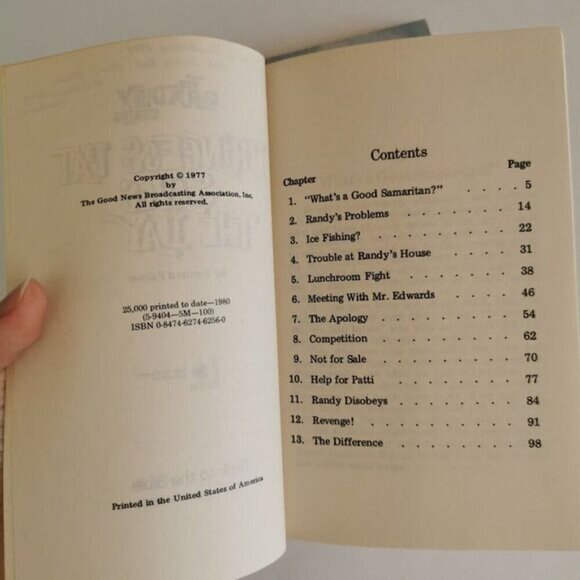 Copyright © 1977
by
The Good News Broadcasting Association, Inc.
All rights reserved.
25,000 printed to date—1980
(5-9404—5M—100)
ISBN 0-8474-6274-6256-0
Printed in the United States of America
Contents
Chapter Page
1. "What's a Good Samaritan?" . . . . 5
2. Randy's Problems . . . . . . . . 14
3. Ice Fishing? . . . . . . . . . . 22
4. Trouble at Randy's House . . . . . 31
5. Lunchroom Fight . . . . . . . . 38
6. Meeting With Mr. Edwards . . . . . 46
7. The Apology . . . . . . . . . 54
8. Competition . . . . . . . . . 62
9. Not for Sale . . . . . . . . . 70
10. Help for Patti . . . . . . . . 77
11. Randy Disobeys . . . . . . . . 84
12. Revenge! . . . . . . . . . . 91
13. The Difference . . . . . . . . 98